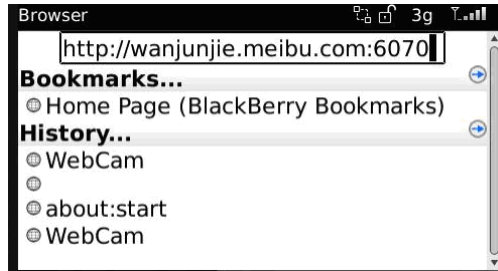 Browser 3g
http://wanjunjie.meibu.com:6070
Bookmarks...
Home Page (BlackBerry Bookmarks)
History...
WebCam
about:start
WebCam